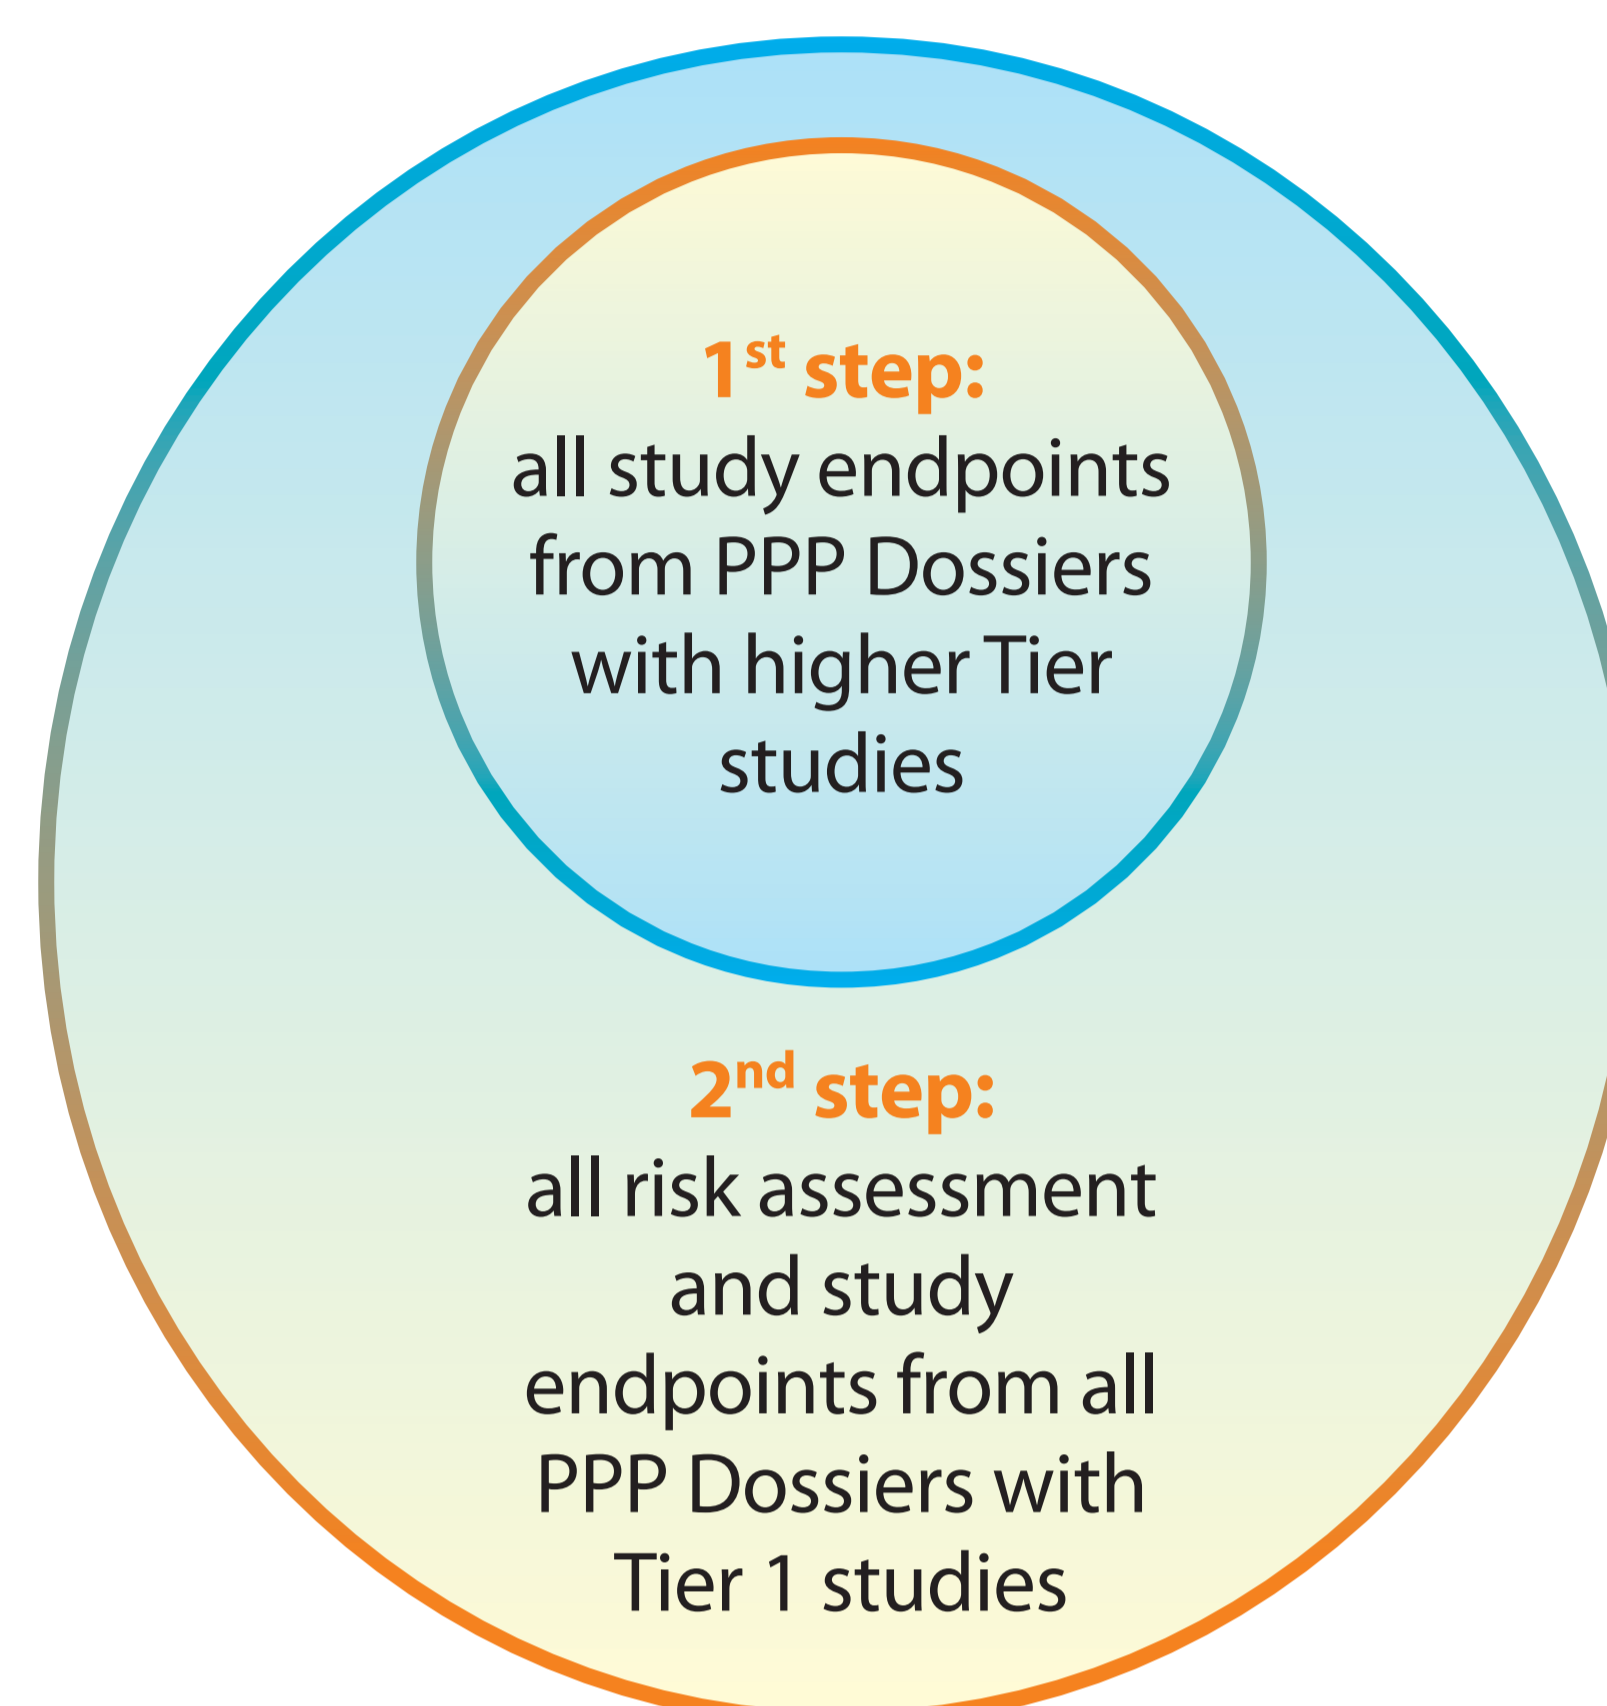 1st step:
all study endpoints
from PPP Dossiers
with higher Tier
studies
2nd step:
all risk assessment
and study
endpoints from all
PPP Dossiers with
Tier 1 studies